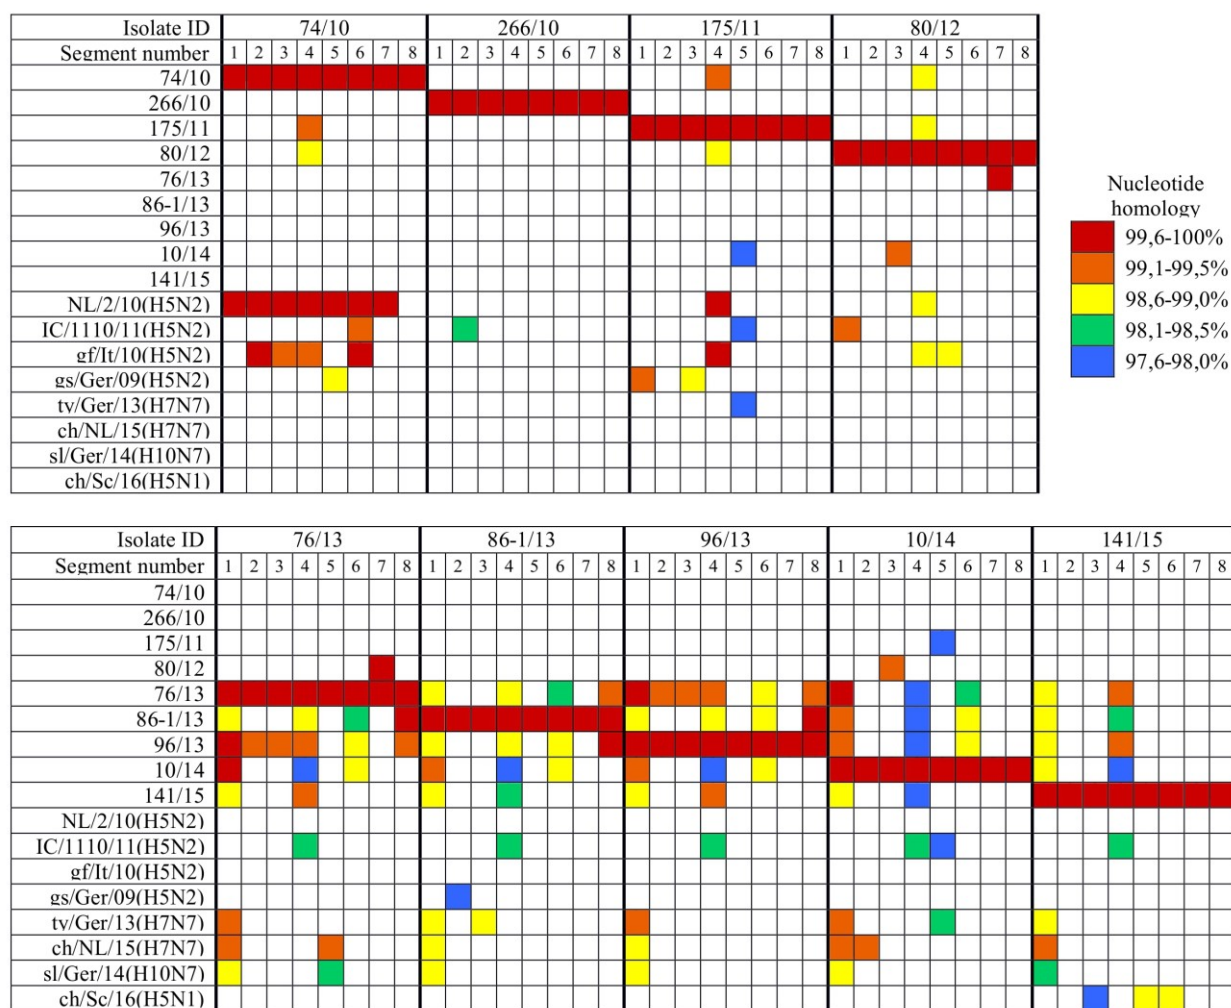 Isolate ID 74/10 266/10 175/11 80/12
Segment number 1 2 3 4 5 6 7 8 1 2 3 4 5 6 7 8 1 2 3 4 5 6 7 8 1 2 3 4 5 6 7 8
74/10
266/10
175/11
80/12
76/13
86-1/13
96/13
10/14
141/15
NL/2/10(H5N2)
IC/1110/11(H5N2)
gf/It/10(H5N2)
gs/Ger/09(H5N2)
tv/Ger/13(H7N7)
ch/NL/15(H7N7)
sl/Ger/14(H10N7)
ch/Sc/16(H5N1)
Nucleotide
homology
99,6-100%
99,1-99,5%
98,6-99,0%
98,1-98,5%
97,6-98,0%
Isolate ID 76/13 86-1/13 96/13 10/14 141/15
Segment number 1 2 3 4 5 6 7 8 1 2 3 4 5 6 7 8 1 2 3 4 5 6 7 8 1 2 3 4 5 6 7 8 1 2 3 4 5 6 7 8
74/10
266/10
175/11
80/12
76/13
86-1/13
96/13
10/14
141/15
NL/2/10(H5N2)
IC/1110/11(H5N2)
gf/It/10(H5N2)
gs/Ger/09(H5N2)
tv/Ger/13(H7N7)
ch/NL/15(H7N7)
sl/Ger/14(H10N7)
ch/Sc/16(H5N1)